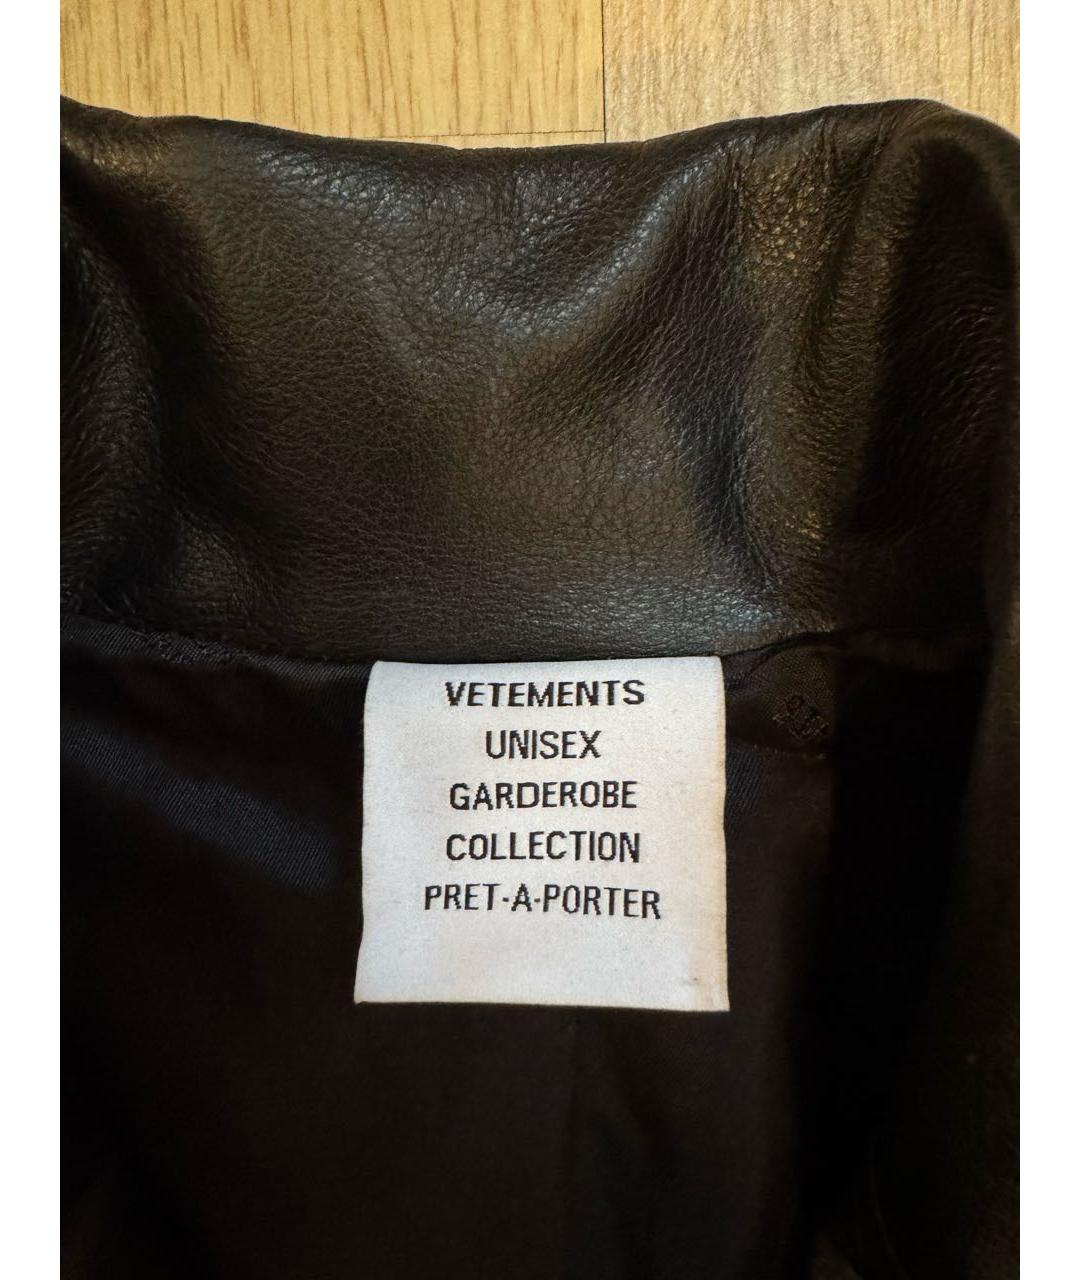 VETEMENTS
UNISEX
GARDEROBE
COLLECTION
PRET-A-PORTER